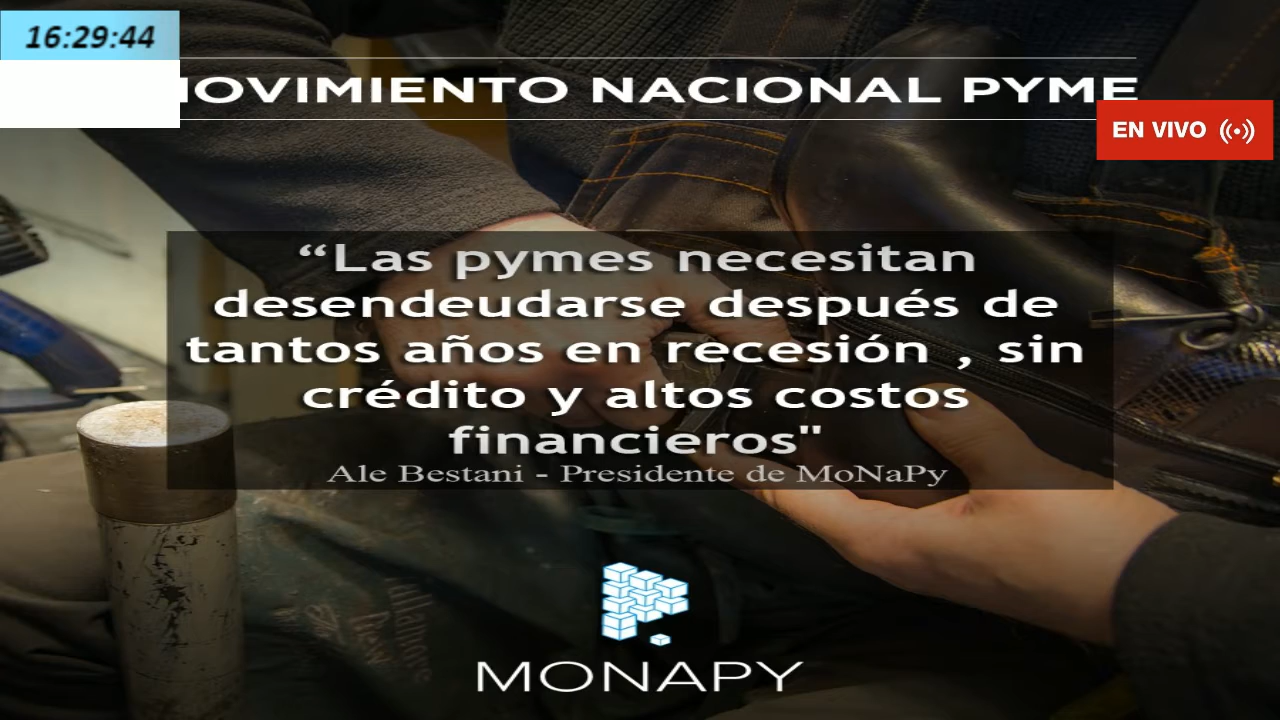 16:29:44
MOVIMIENTO NACIONAL PYME
EN VIVO
“Las pymes necesitan
desendeudarse después de
tantos años en recesión , sin
crédito y altos costos
financieros"
Ale Bestani - Presidente de MoNaPy
MONAPY